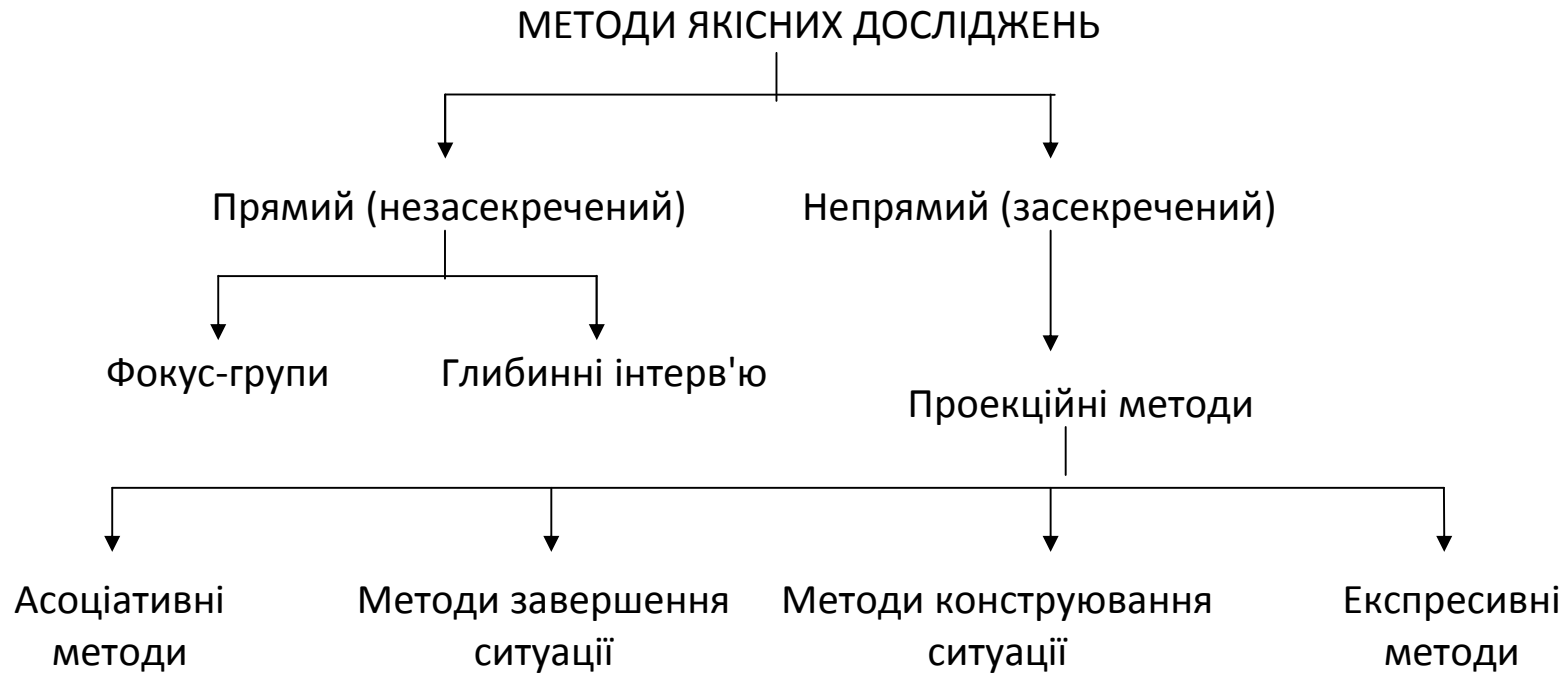 МЕТОДИ ЯКІСНИХ ДОСЛІДЖЕНЬ
Прямий (незасекречений)
Непрямий (засекречений)
Фокус-групи
Глибинні інтерв'ю
Проекційні методи
Асоціативні
методи
Методи завершення
ситуації
Методи конструювання
ситуації
Експресивні
методи